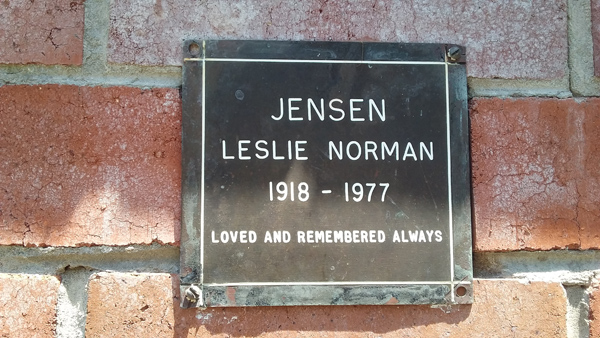 JENSEN
LESLIE NORMAN
1918 - 1977
LOVED AND REMEMBERED ALWAYS